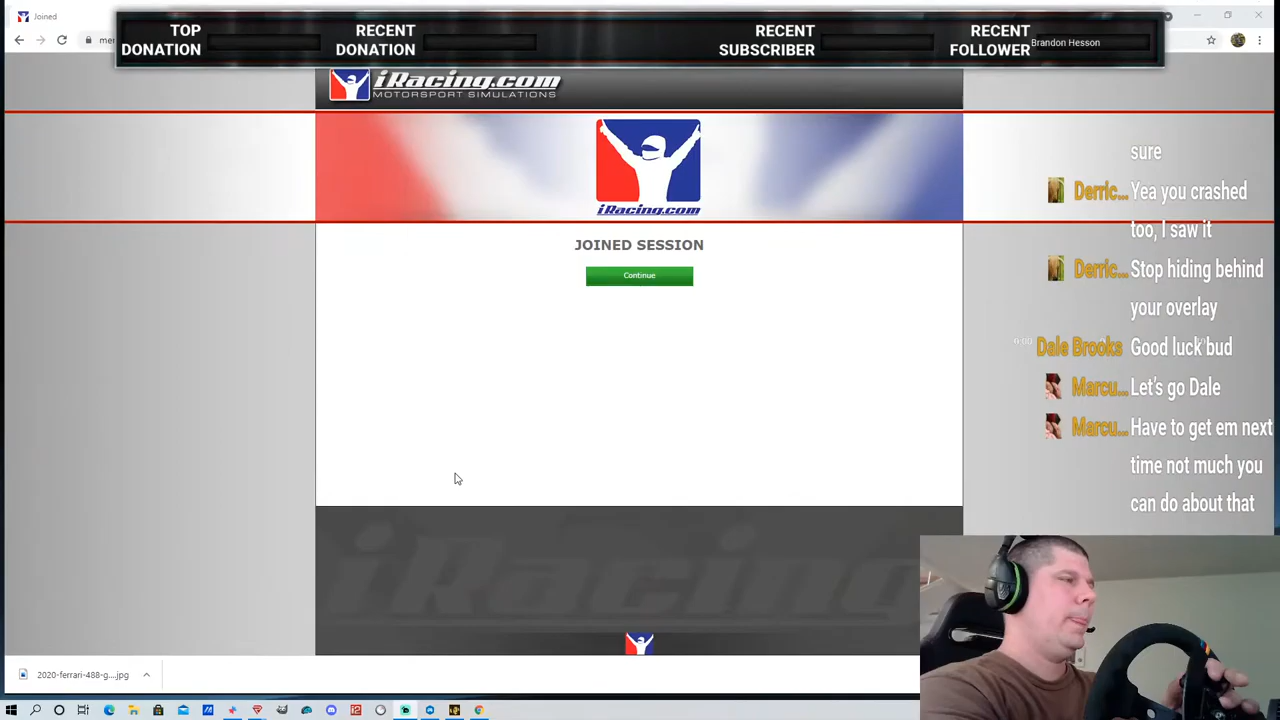 Joined
TOP
DONATION
RECENT
DONATION
RECENT
SUBSCRIBER
RECENT
FOLLOWER
Brandon Hesson
iRacing.com
MOTORSPORT SIMULATIONS
iRacing.com
JOINED SESSION
Continue
sure
Derric... Yea you crashed
too, I saw it
Derric... Stop hiding behind
your overlay
Dale Brooks Good luck bud
Marcu... Let's go Dale
Marcu... Have to get em next
time not much you
can do about that
iRacing
2020-ferrari-488-g....jpg